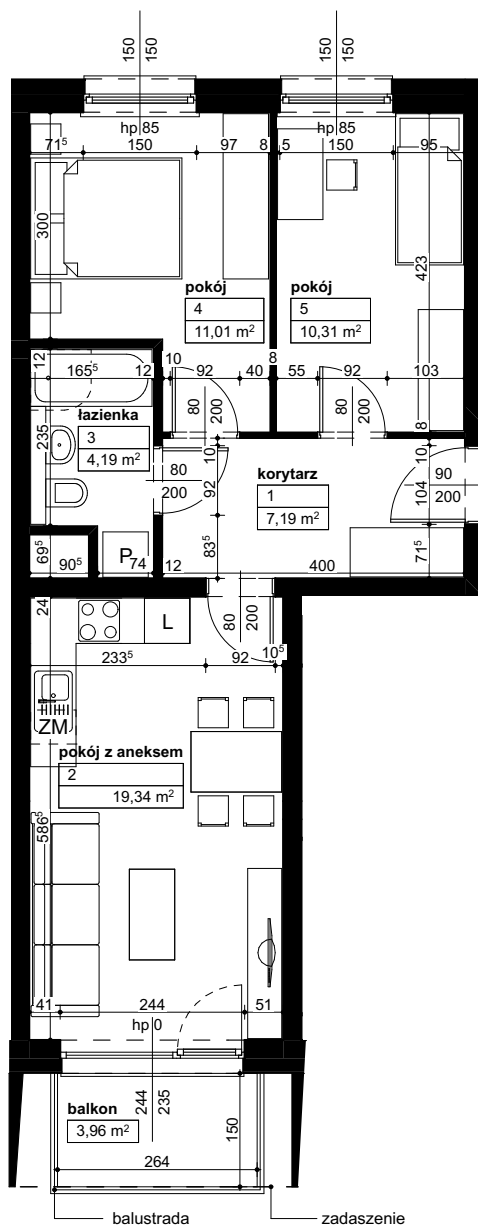 150 150 150 150
hp 85 hp 85
71⁵ 150 97 8 5 150 95
300
423
pokój
4
11,01 m²
pokój
5
10,31 m²
12 10 8
165⁵ 12 92 40 55 92 103
80 200 80 200 8
łazienka
3
4,19 m²
235
80 200
10 92 83⁵
korytarz
1
7,19 m²
10 104 71⁵
90 200
69⁵ 90⁵ P 74 12 400
24 L 80 200
233⁵ 92 10⁵
ZM
pokój z aneksem
2
19,34 m²
586⁵
41 244 51
hp 0
balkon
3,96 m²
244 235
150
264
balustrada zadaszenie